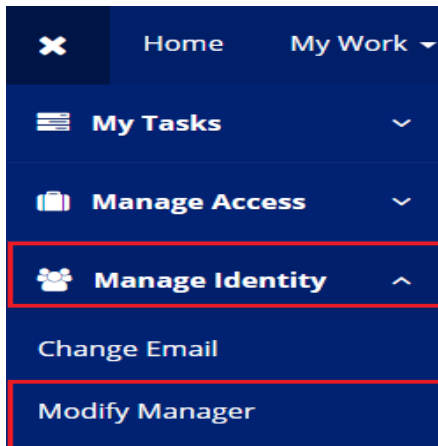 Home My Work
My Tasks
Manage Access
Manage Identity
Change Email
Modify Manager